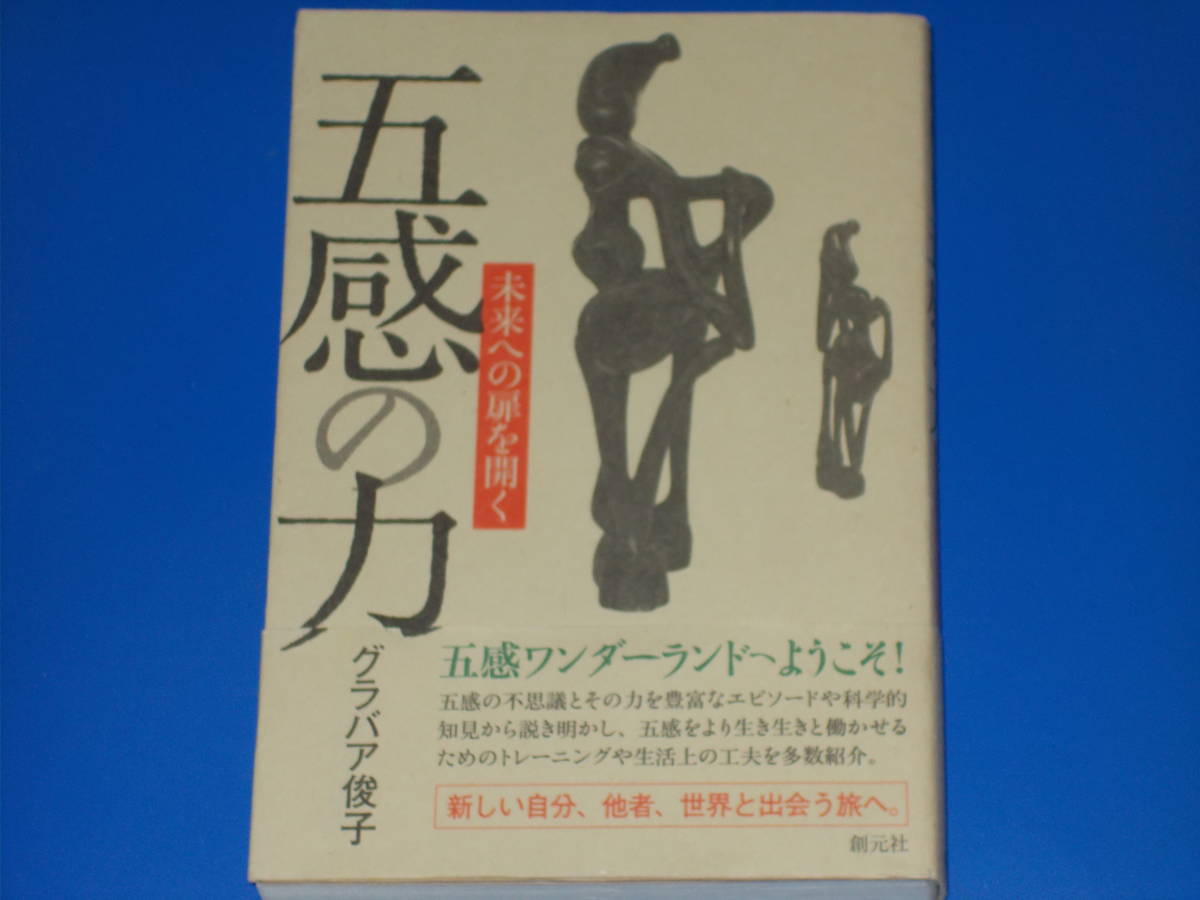 五感の力
未来への扉を開く
グラバア俊子
五感ワンダーランドへようこそ!
五感の不思議とその力を豊富なエピソードや科学的
知見から説き明かし、五感をより生き生きと働かせる
ためのトレーニングや生活上の工夫を多数紹介。
新しい自分、他者、世界と出会う旅へ。
創元社